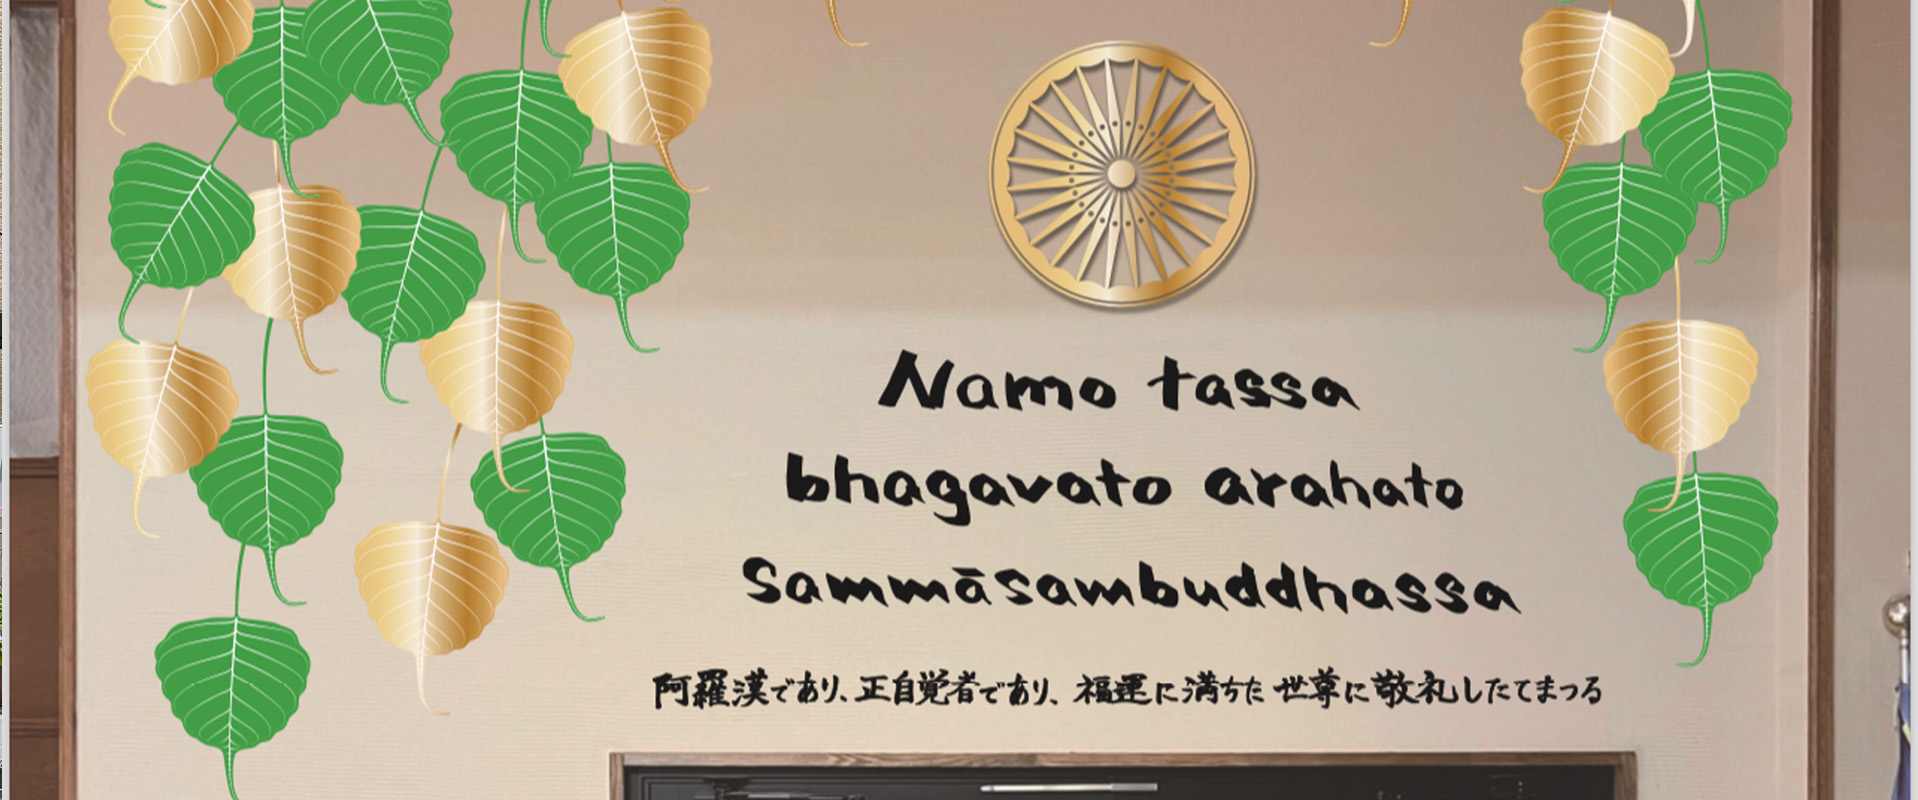 Namo tassa
bhagavato arahato
Sammāsambuddhassa
阿羅漢であり、正自覚者であり、福運に満ちた世尊に敬礼したてまつる